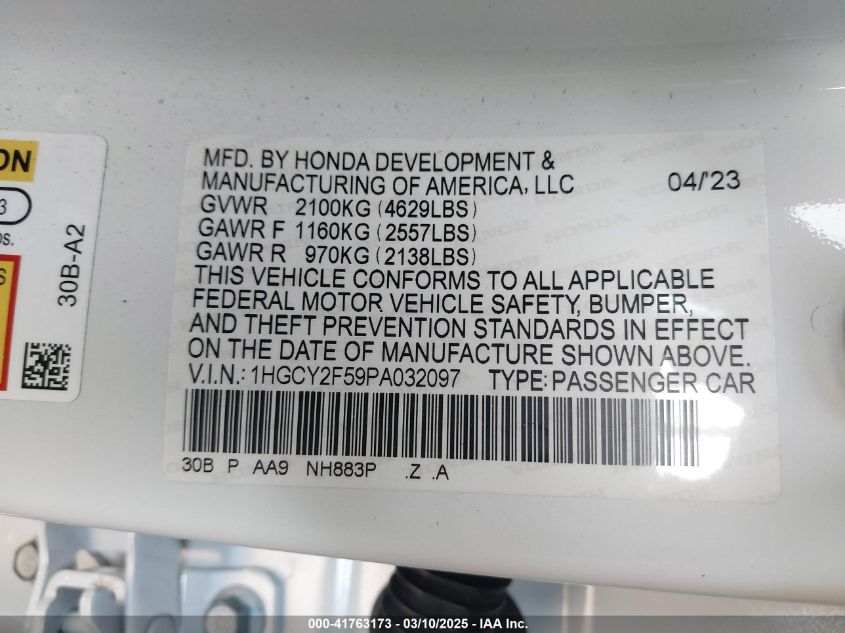 MFD. BY HONDA DEVELOPMENT &
MANUFACTURING OF AMERICA, LLC 04/'23
GVWR 2100KG (4629LBS)
GAWR F 1160KG (2557LBS)
GAWR R 970KG (2138LBS)
THIS VEHICLE CONFORMS TO ALL APPLICABLE
FEDERAL MOTOR VEHICLE SAFETY, BUMPER,
AND THEFT PREVENTION STANDARDS IN EFFECT
ON THE DATE OF MANUFACTURE SHOWN ABOVE.
V.I.N.: 1HGCY2F59PA032097 TYPE: PASSENGER CAR
30B P AA9 NH883P .Z .A
30B-A2
3
000-41763173 - 03/10/2025 - IAA Inc.